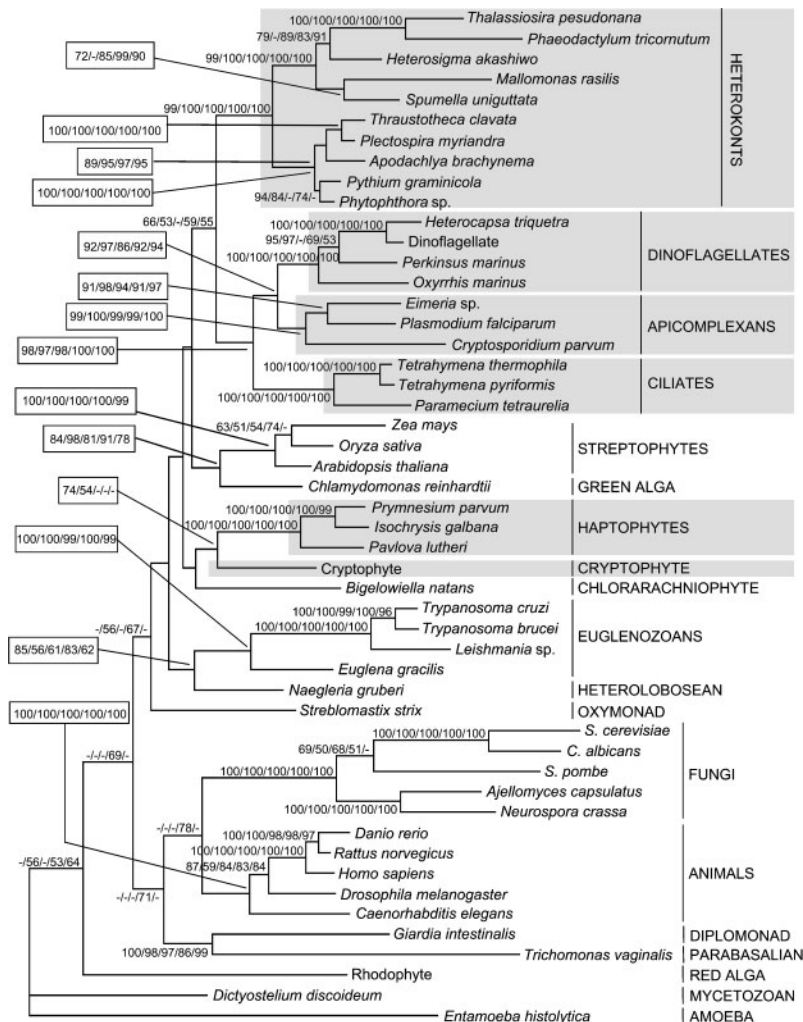 100/100/100/100/100
Thalassiosira pesudonana
79/-/89/83/91
Phaeodactylum tricornutum
72/-/85/99/90
99/100/100/100/100
Heterosigma akashiwo
Mallomonas rasilis
Spumella uniguttata
HETEROKONTS
99/100/100/100/100
Thraustotheca clavata
100/100/100/100/100
Plectospira myriandra
89/95/97/95
Apodachlya brachynema
100/100/100/100/100
Pythium graminicola
94/84/-/74/-
Phytophthora sp.
66/53/-/59/55
100/100/100/100/100
Heterocapsa triquetra
92/97/86/92/94
95/97/-/69/53
Dinoflagellate
DINOFLAGELLATES
100/100/100/100/100
Perkinsus marinus
Oxyrrhis marinus
91/98/94/91/97
Eimeria sp.
99/100/99/99/100
Plasmodium falciparum
APICOMPLEXANS
Cryptosporidium parvum
98/97/98/100/100
100/100/100/100/100
Tetrahymena thermophila
Tetrahymena pyriformis
CILIATES
100/100/100/100/100
Paramecium tetraurelia
100/100/100/100/99
63/51/54/74/-
Zea mays
84/98/81/91/78
Oryza sativa
STREPTOPHYTES
Arabidopsis thaliana
Chlamydomonas reinhardtii
GREEN ALGA
74/54/-/-/-
100/100/100/100/99
Prymnesium parvum
100/100/100/100/100
Isochrysis galbana
HAPTOPHYTES
100/100/99/100/99
Pavlova lutheri
Cryptophyte
CRYPTOPHYTE
Bigelowiella natans
CHLORARACHNIOPHYTE
100/100/99/100/96
Trypanosoma cruzi
-/56/-/67/-
100/100/100/100/100
Trypanosoma brucei
EUGLENOZOANS
85/56/61/83/62
Leishmania sp.
Euglena gracilis
Naegleria gruberi
HETEROLOBOSEAN
100/100/100/100/100
Streblomastix strix
OXYMONAD
100/100/100/100/100
S. cerevisiae
69/50/68/51/-
C. albicans
-/-/-/69/-
100/100/100/100/100
S. pombe
FUNGI
Ajellomyces capsulatus
100/100/100/100/100
Neurospora crassa
-/-/-/78/-
100/100/98/98/97
Danio rerio
100/100/100/100/100
Rattus norvegicus
-/56/-/53/64
87/59/84/83/84
Homo sapiens
ANIMALS
Drosophila melanogaster
-/-/-/71/-
Caenorhabditis elegans
Giardia intestinalis
DIPLOMONAD
100/98/97/86/99
Trichomonas vaginalis
PARABASALIAN
Rhodophyte
RED ALGA
Dictyostelium discoideum
MYCETOZOAN
Entamoeba histolytica
AMOEBA